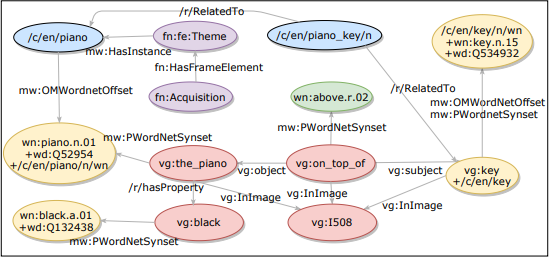 /r/RelatedTo
/c/en/piano
/c/en/piano_key/n
/c/en/key/n/wn
+wn:key.n.15
+wd:Q534932
mw:HasInstance
fn:fe:Theme
fn:HasFrameElement
/r/RelatedTo
mw:OMWordnetOffset
fn:Acquisition
wn:above.r.02
mw:OMWordNetOffset
mw:PWordnetSynset
mw:PWordNetSynset
mw:PWordNetSynset
wn:piano.n.01
+wd:Q52954
+/c/en/piano/n/wn
vg:the_piano
vg:object
vg:on_top_of
vg:subject
vg:key
+/c/en/key
/r/hasProperty
vg:InImage
vg:InImage
vg:InImage
wn:black.a.01
+wd:Q132438
vg:black
vg:I508
mw:PWordNetSynset